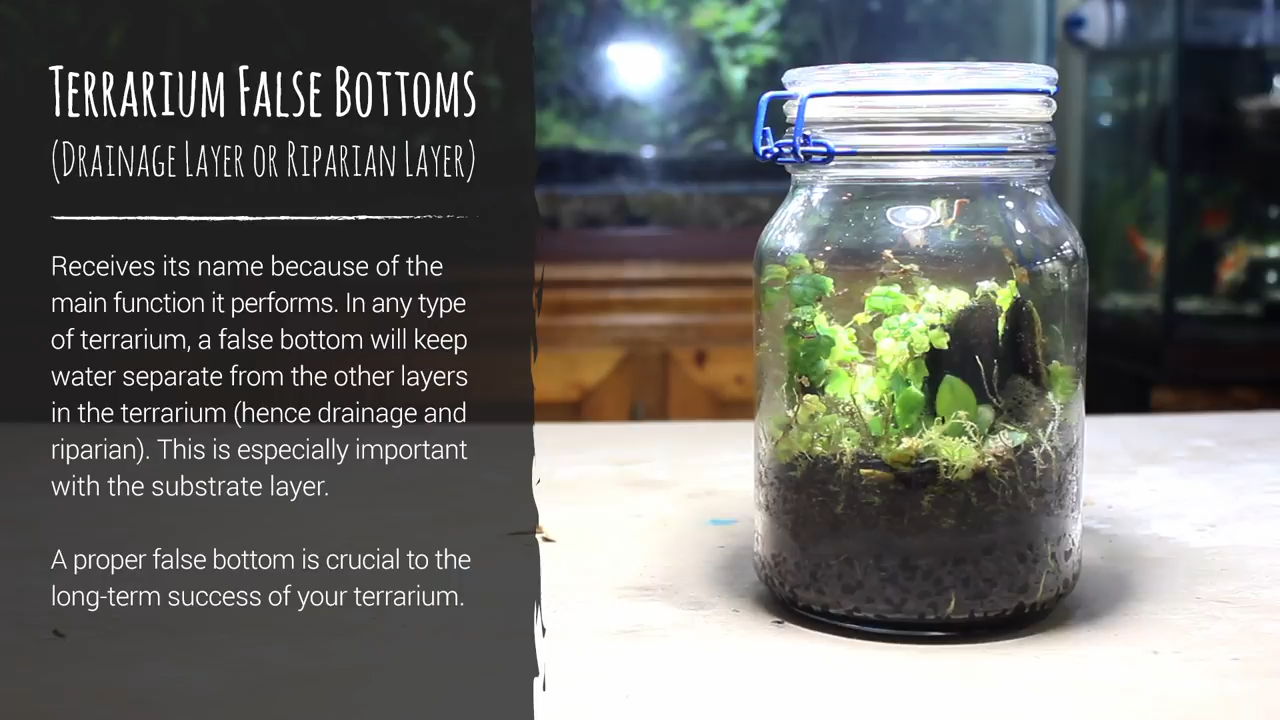 Terrarium False Bottoms
(Drainage Layer or Riparian Layer)
Receives its name because of the
main function it performs. In any type
of terrarium, a false bottom will keep
water separate from the other layers
in the terrarium (hence drainage and
riparian). This is especially important
with the substrate layer.
A proper false bottom is crucial to the
long-term success of your terrarium.